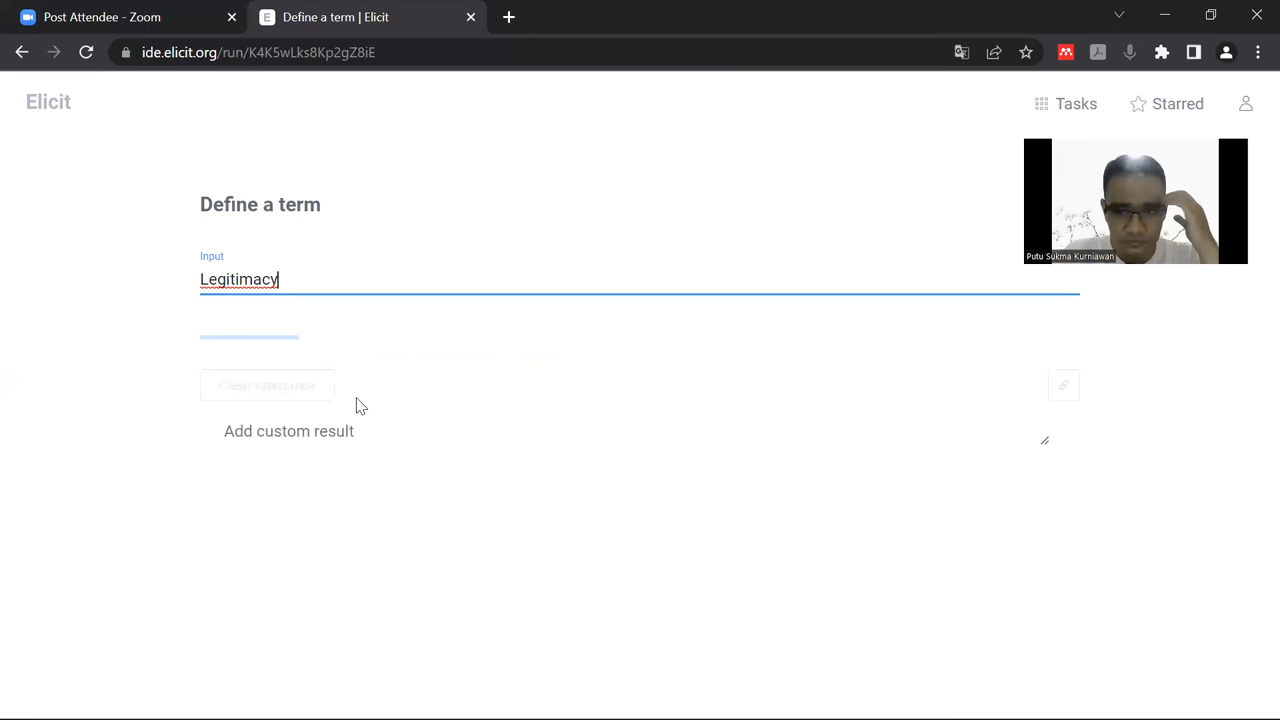 Post Attendee - Zoom
E
Define a term | Elicit
ide.elicit.org/run/K4K5wLks8Kp2gZ8iE
Elicit
Tasks
Starred
Define a term
Input
Legitimacy
Putu Sukma Kurniawan
Add custom result